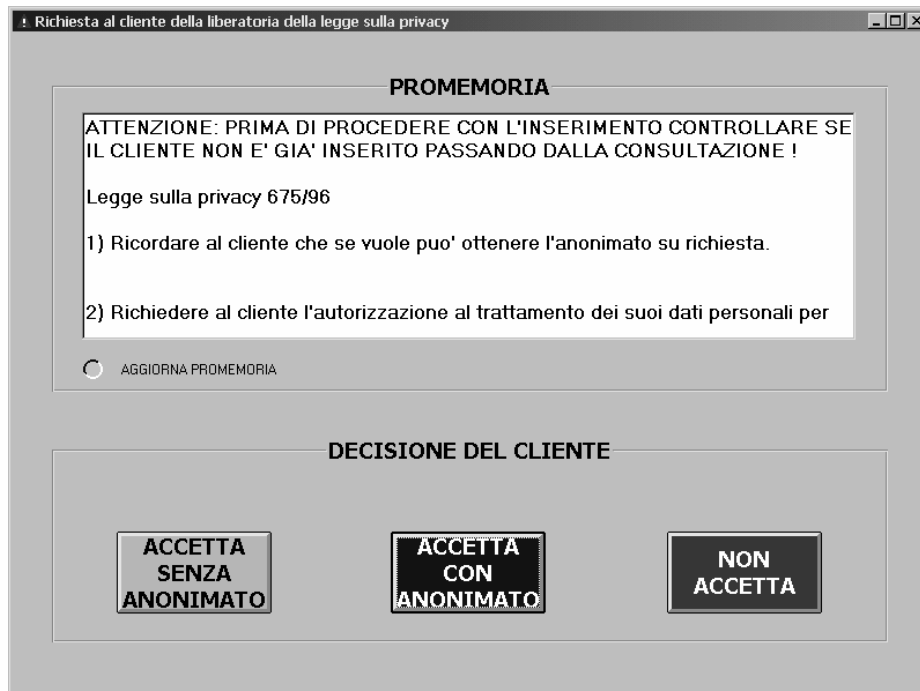 Richiesta al cliente della liberatoria della legge sulla privacy
PROMEMORIA
ATTENZIONE: PRIMA DI PROCEDERE CON L'INSERIMENTO CONTROLLARE SE
IL CLIENTE NON E' GIA' INSERITO PASSANDO DALLA CONSULTAZIONE !
Legge sulla privacy 675/96
1) Ricordare al cliente che se vuole puo' ottenere l'anonimato su richiesta.
2) Richiedere al cliente l'autorizzazione al trattamento dei suoi dati personali per
AGGIORNA PROMEMORIA
DECISIONE DEL CLIENTE
ACCETTA
SENZA
ANONIMATO
ACCETTA
CON
ANONIMATO
NON
ACCETTA